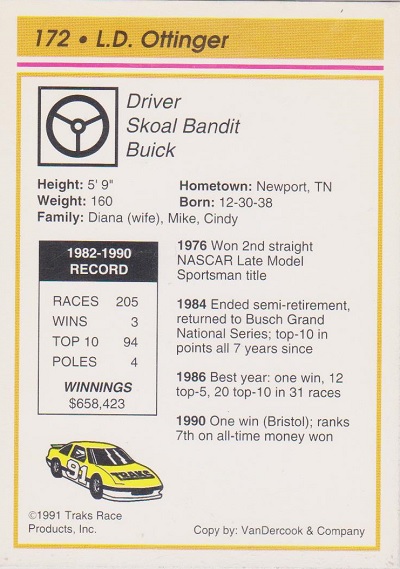 172 • L.D. Ottinger
Driver
Skoal Bandit
Buick
Height: 5' 9"
Weight: 160
Hometown: Newport, TN
Born: 12-30-38
Family: Diana (wife), Mike, Cindy
1982-1990
RECORD
RACES 205
WINS 3
TOP 10 94
POLES 4
WINNINGS
$658,423
1976 Won 2nd straight
NASCAR Late Model
Sportsman title
1984 Ended semi-retirement,
returned to Busch Grand
National Series; top-10 in
points all 7 years since
1986 Best year: one win, 12
top-5, 20 top-10 in 31 races
1990 One win (Bristol); ranks
7th on all-time money won
91
TRAKS
©1991 Traks Race
Products, Inc.
Copy by: VanDercook & Company